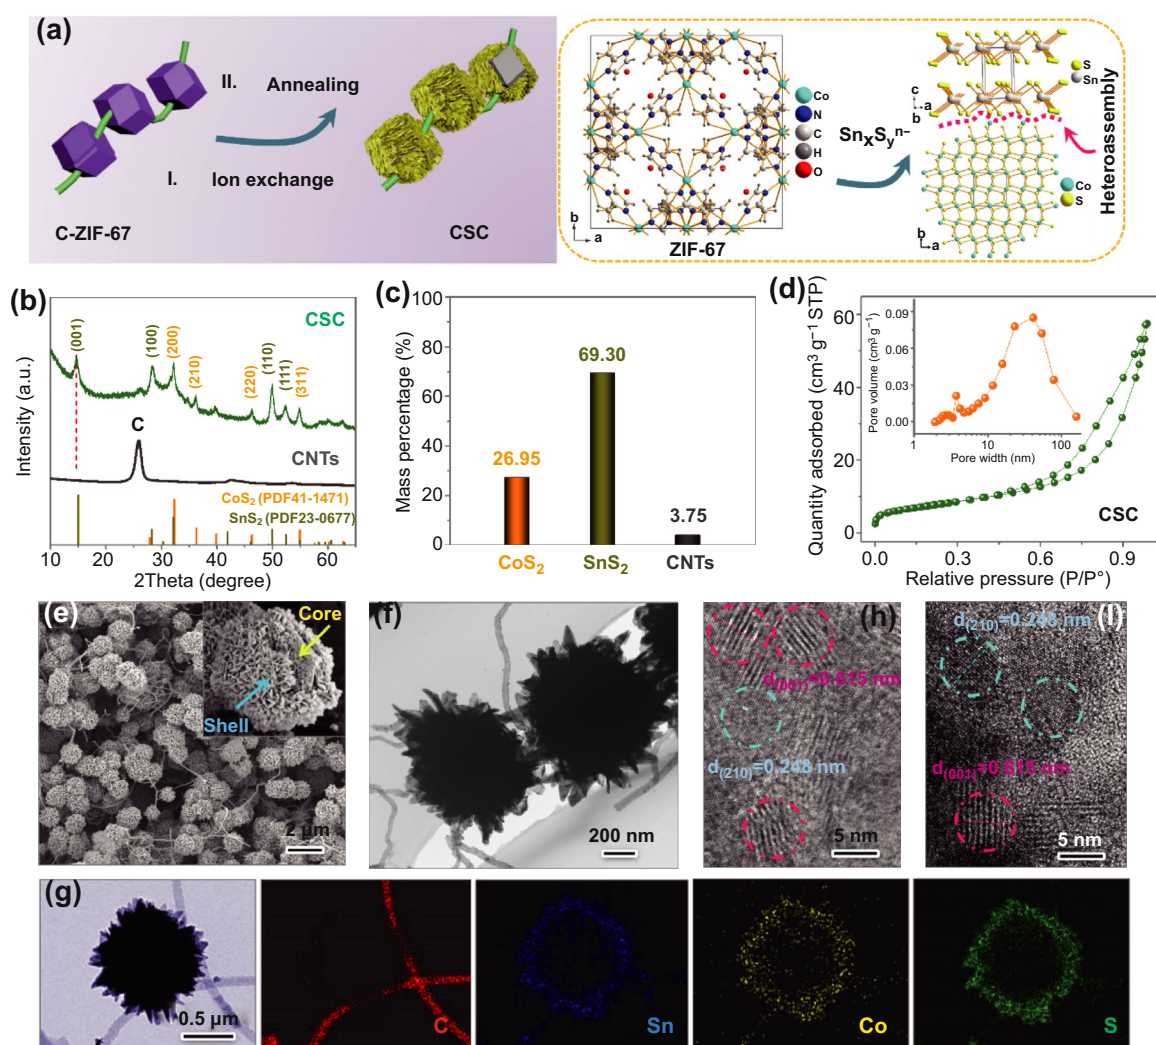 (a)
II. Annealing
I. Ion exchange
C-ZIF-67
CSC
Co
N
C
H
O
b
a
ZIF-67
SnxSyn–
S
Sn
c
a
b
Heteroassembly
Co
S
b
a
(b)
CSC
(001)
(100)
(200)
(210)
(220)
(110)
(111)
(311)
C
CNTs
CoS2 (PDF41-1471)
SnS2 (PDF23-0677)
Intensity (a.u.)
10 20 30 40 50 60
2Theta (degree)
(c)
Mass percentage (%)
100
80
60
40
20
0
26.95
69.30
3.75
CoS2
SnS2
CNTs
(d)
Quantity adsorbed (cm3 g−1 STP)
60
40
20
0
0.0 0.3 0.6 0.9
Relative pressure (P/P°)
CSC
Pore volume (cm3 g−1)
0.09
0.06
0.03
0.00
1 10 100
Pore width (nm)
(e)
Core
Shell
2 μm
(f)
200 nm
(h)
d(001)=0.615 nm
d(210)=0.248 nm
5 nm
(I)
d(210)=0.248 nm
d(001)=0.615 nm
5 nm
(g)
0.5 μm
C
Sn
Co
S